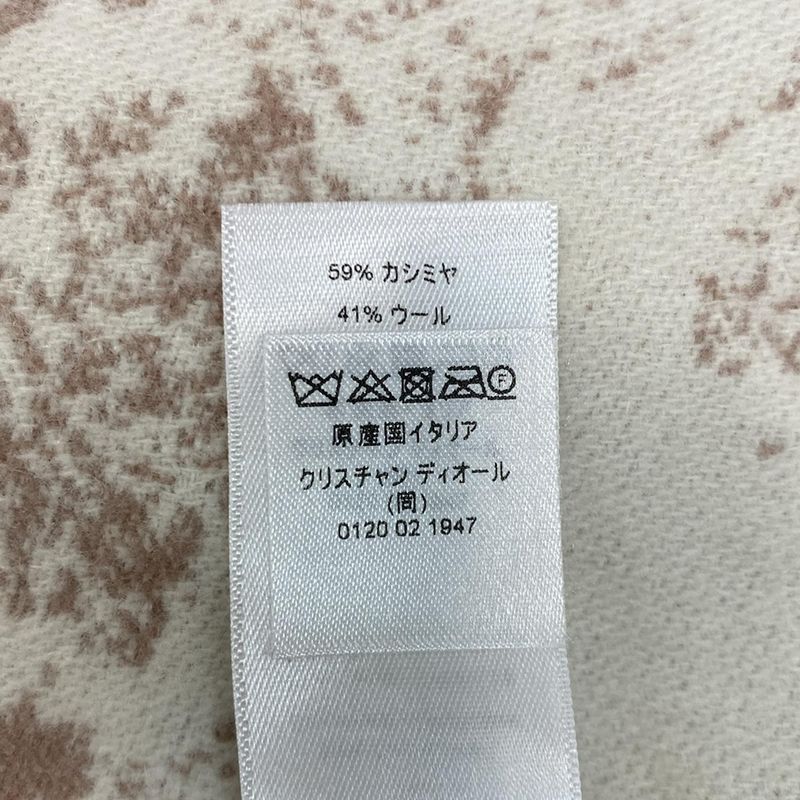 59% カシミヤ
41% ウール
F
原産国イタリア
クリスチャン ディオール
(問)
0120 02 1947